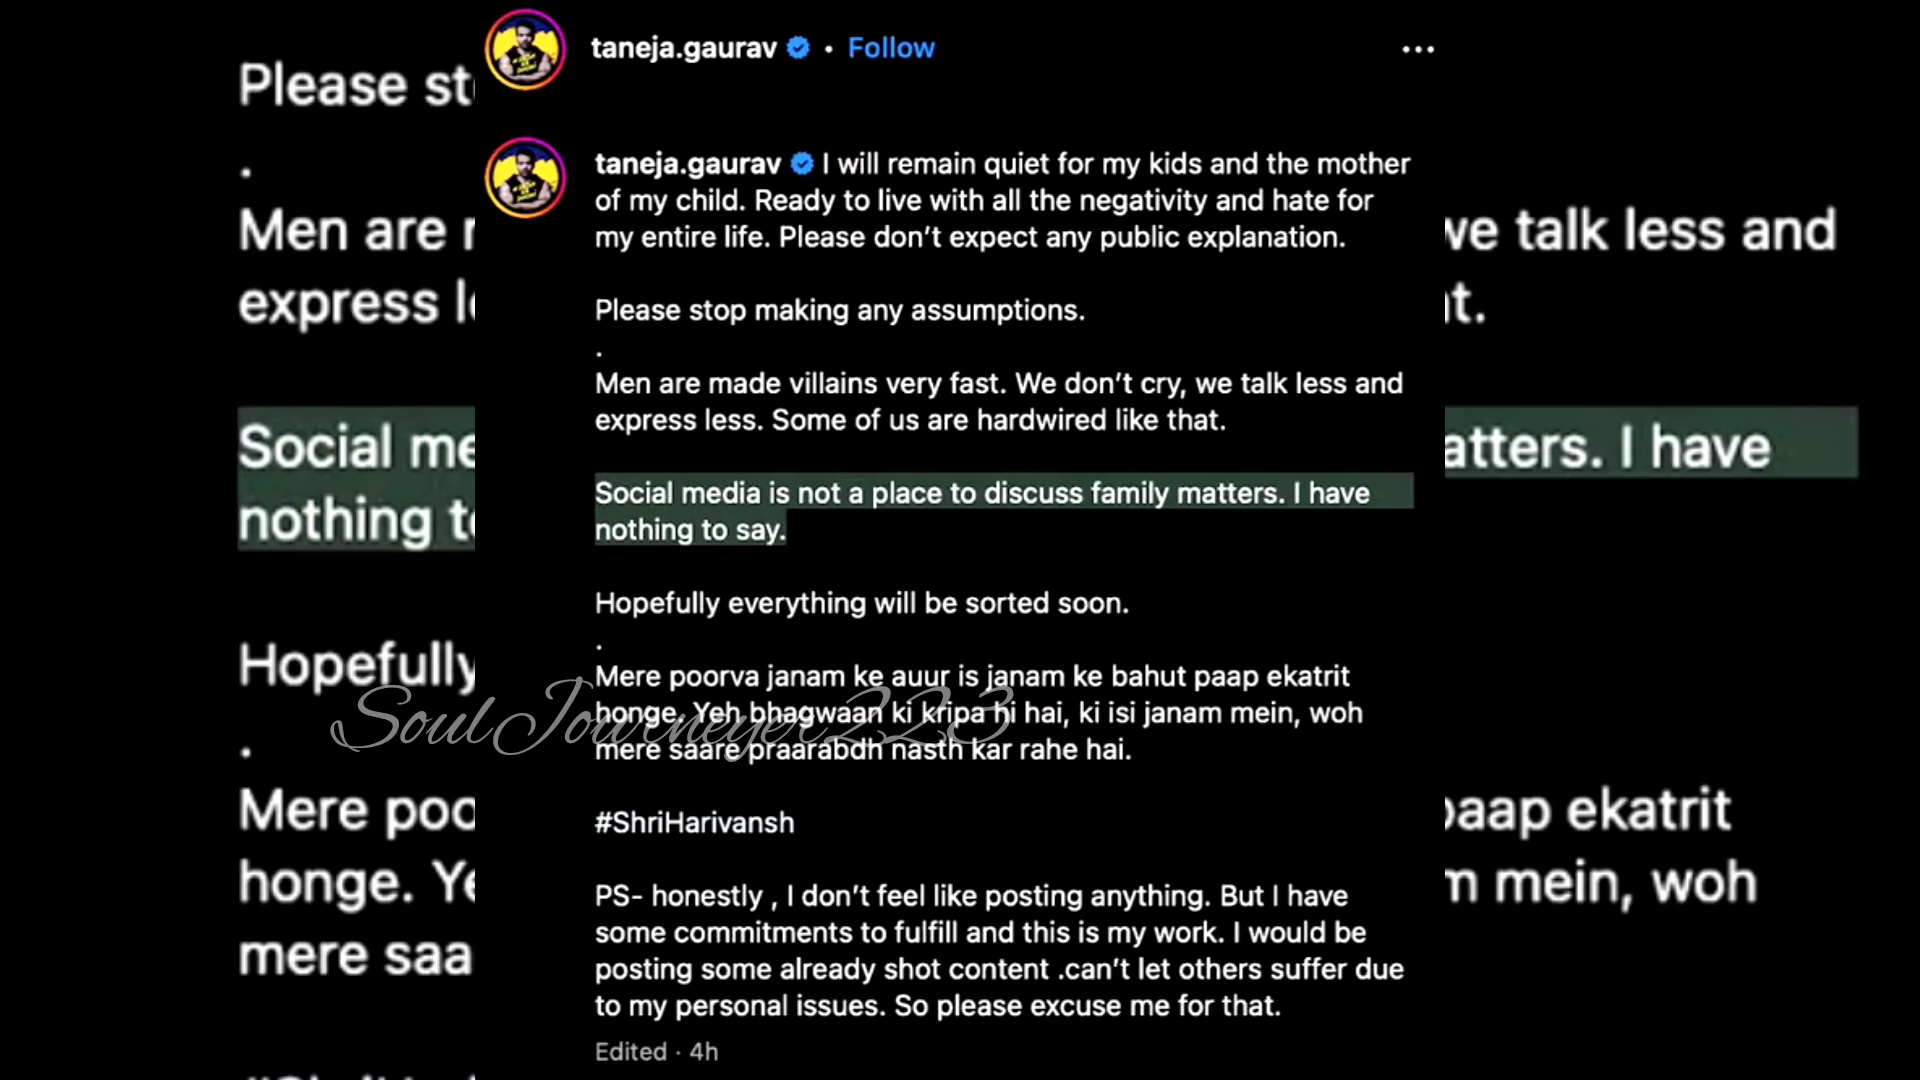 taneja.gaurav • Follow
taneja.gaurav I will remain quiet for my kids and the mother
of my child. Ready to live with all the negativity and hate for
my entire life. Please don't expect any public explanation.
Please stop making any assumptions.
.
Men are made villains very fast. We don't cry, we talk less and
express less. Some of us are hardwired like that.
Social media is not a place to discuss family matters. I have
nothing to say.
Hopefully everything will be sorted soon.
.
Mere poorva janam ke auur is janam ke bahut paap ekatrit
honge. Yeh bhagwaan ki kripa hi hai, ki isi janam mein, woh
mere saare praarabdh nasth kar rahe hai.
#ShriHarivansh
PS- honestly , I don't feel like posting anything. But I have
some commitments to fulfill and this is my work. I would be
posting some already shot content .can't let others suffer due
to my personal issues. So please excuse me for that.
Edited · 4h
SoulJourneyer223
Please st
.
Men are
express l
Social me
nothing t
Hopefully
.
Mere poo
honge. Ye
mere saa
we talk less and
t.
atters. I have
paap ekatrit
m mein, woh